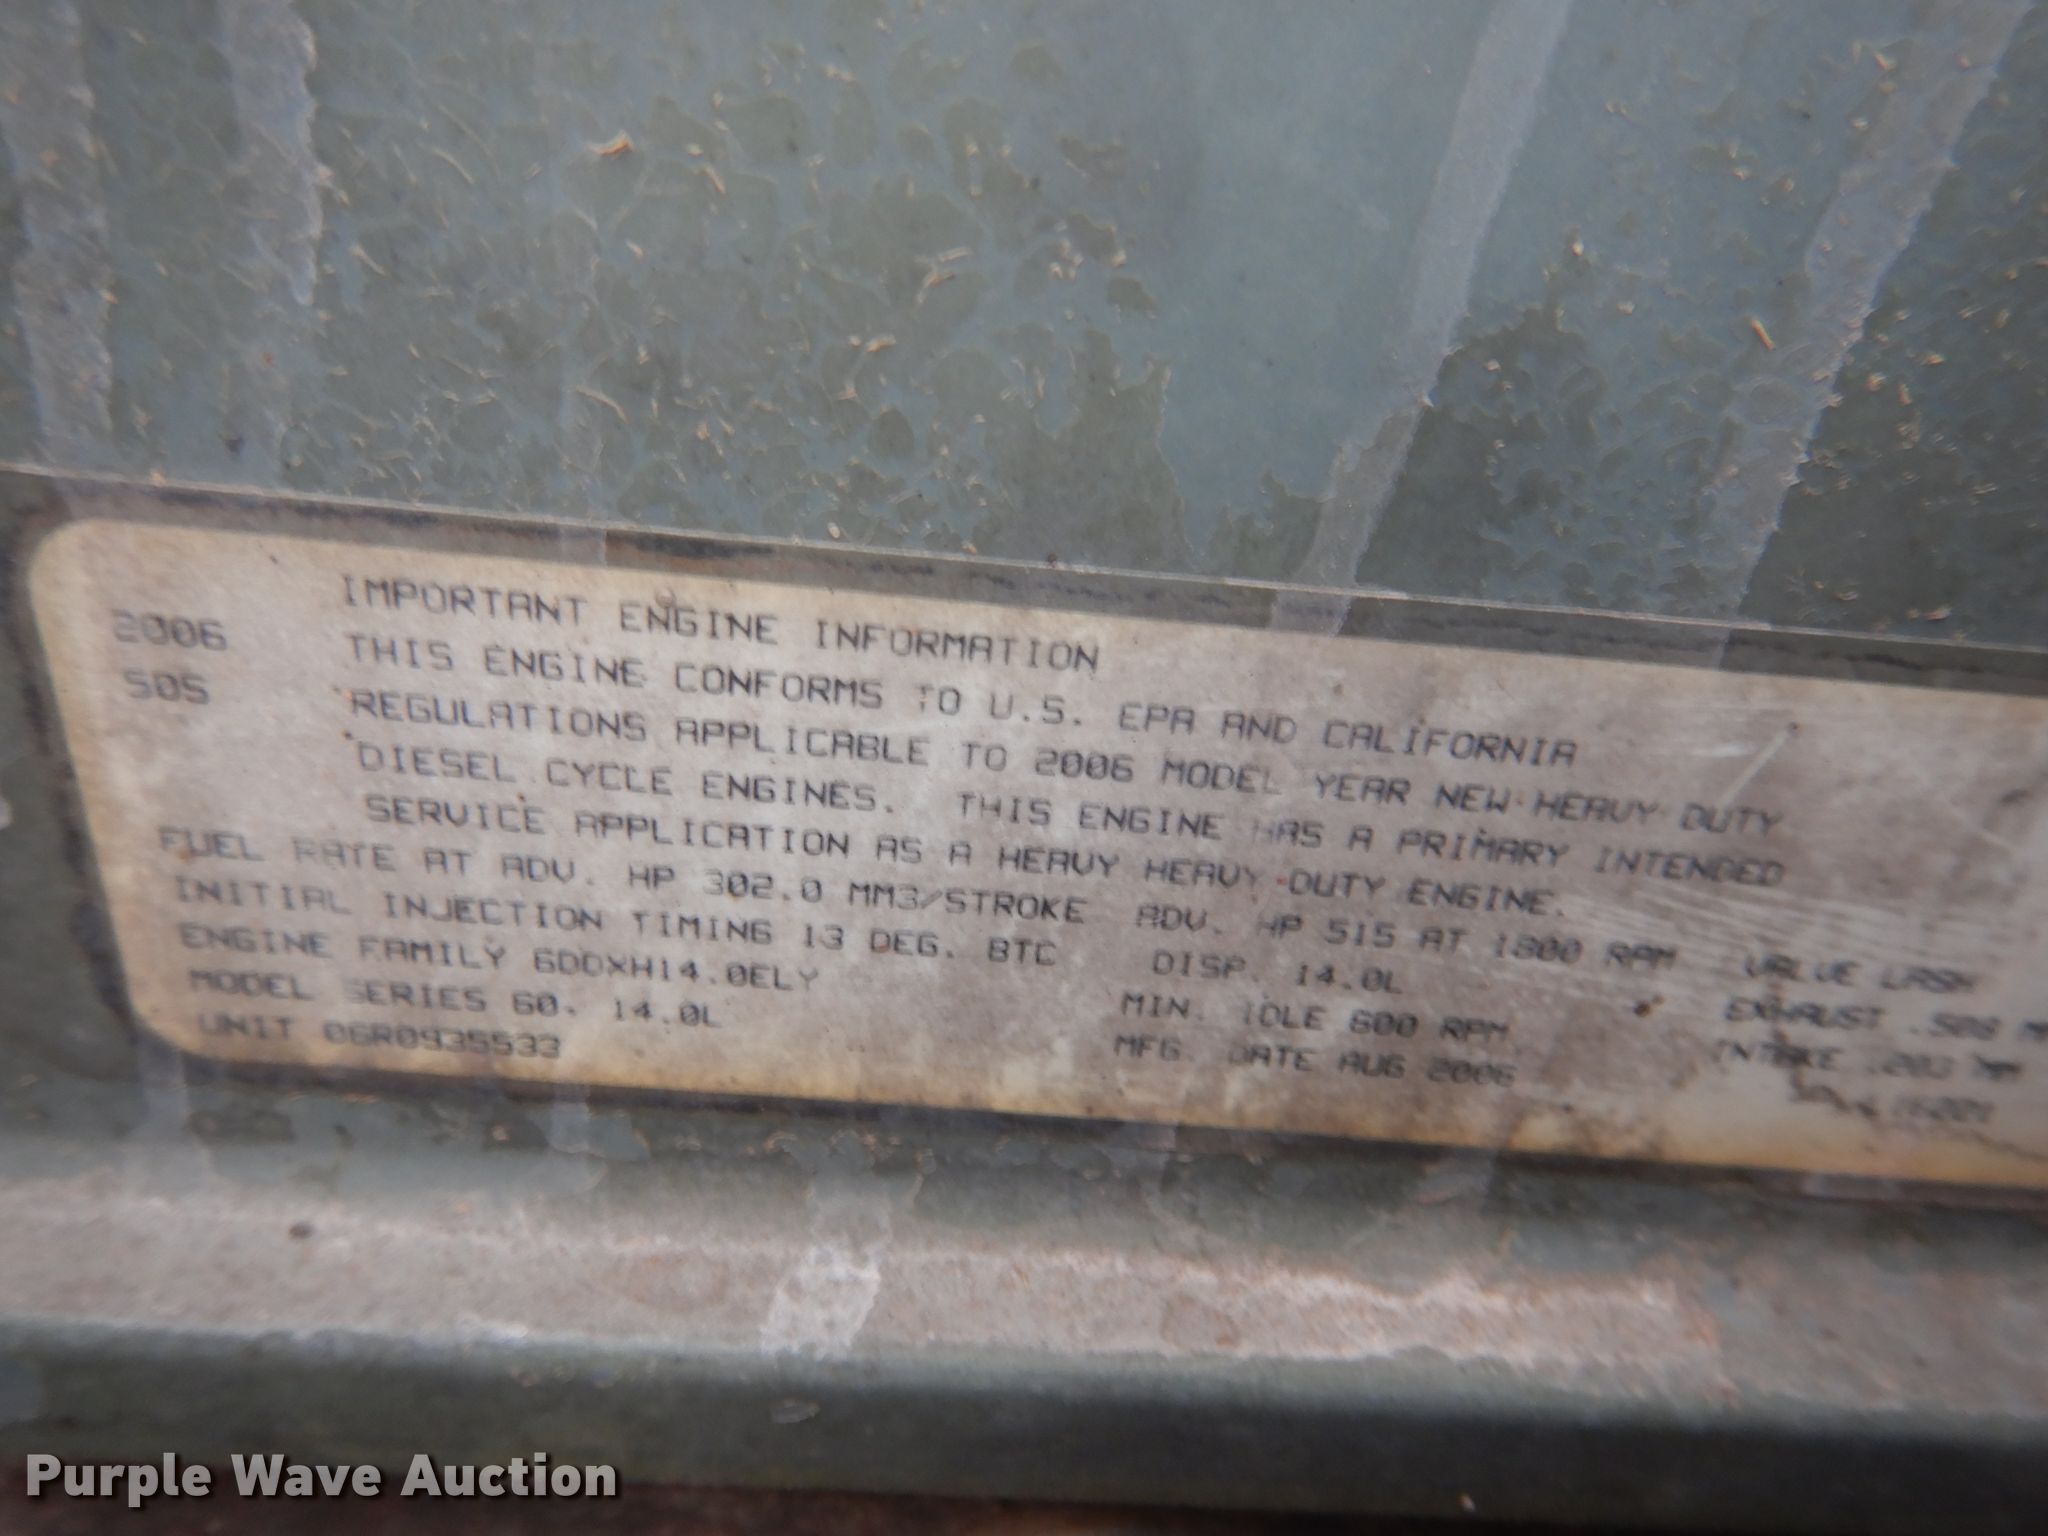 IMPORTANT ENGINE INFORMATION
2006 THIS ENGINE CONFORMS TO U.S. EPA AND CALIFORNIA
505 REGULATIONS APPLICABLE TO 2006 MODEL YEAR NEW HEAVY DUTY
DIESEL CYCLE ENGINES. THIS ENGINE HAS A PRIMARY INTENDED
SERVICE APPLICATION AS A HEAVY HEAVY DUTY ENGINE.
FUEL RATE AT ADV. HP 302.0 MM3/STROKE ADV. HP 515 AT 1800 RPM VALVE LASH
INITIAL INJECTION TIMING 13 DEG. BTC DISP. 14.0L EXHAUST .508
ENGINE FAMILY 6DDXH14.0ELY MIN. IDLE 600 RPM INTAKE .203 MM
MODEL SERIES 60. 14.0L MFG. DATE AUG 2006
UNIT 06R0935533
Purple Wave Auction